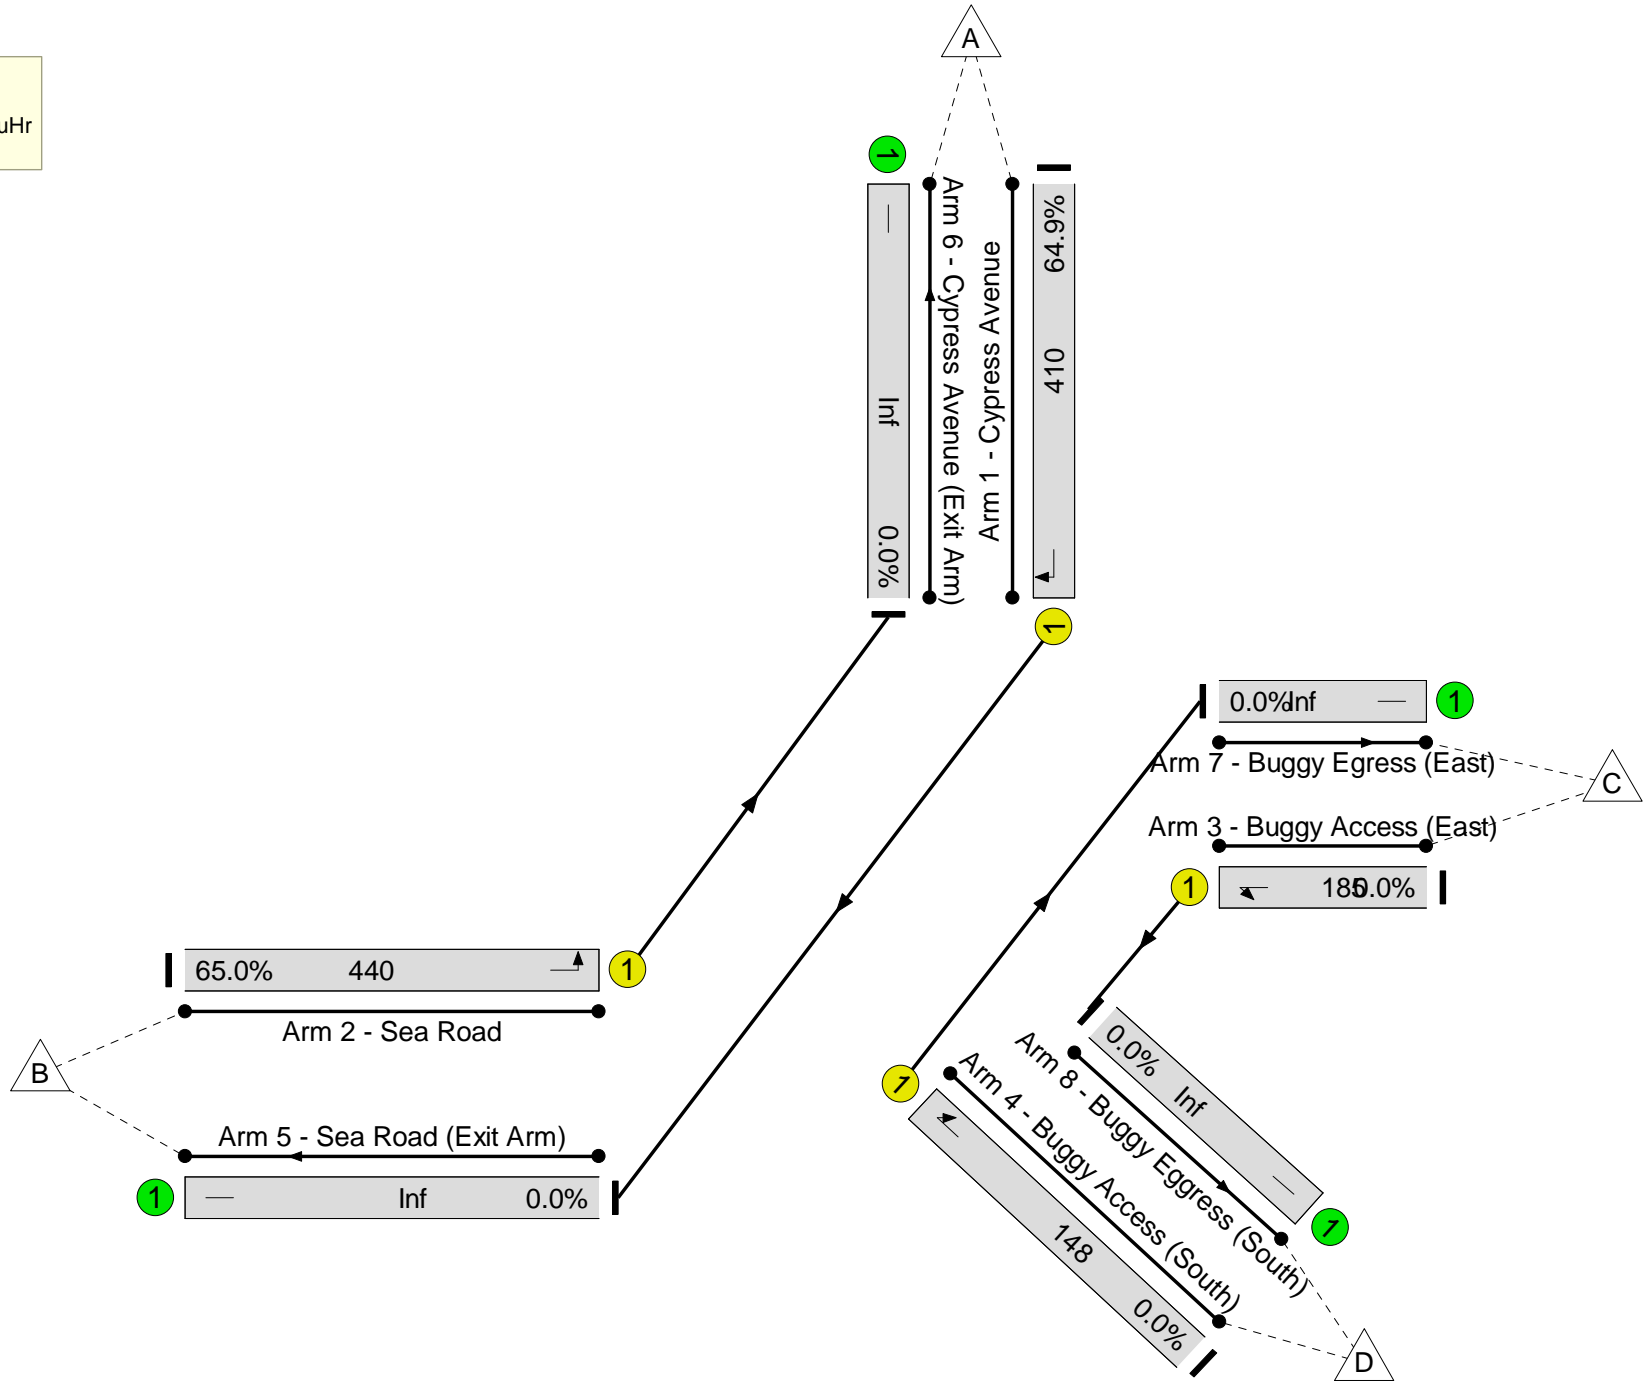 A
uHr
1
Arm 6 - Cypress Avenue (Exit Arm)
Inf
0.0%
Arm 1 - Cypress Avenue
64.9%
410
1
0.0%
Inf
1
Arm 7 - Buggy Egress (East)
C
Arm 3 - Buggy Access (East)
1
0.0%
65.0%
440
1
Arm 2 - Sea Road
B
Arm 5 - Sea Road (Exit Arm)
1
Inf
0.0%
1
Arm 4 - Buggy Access (South)
148
0.0%
Arm 8 - Buggy Eggress (South)
0.0%
Inf
1
D